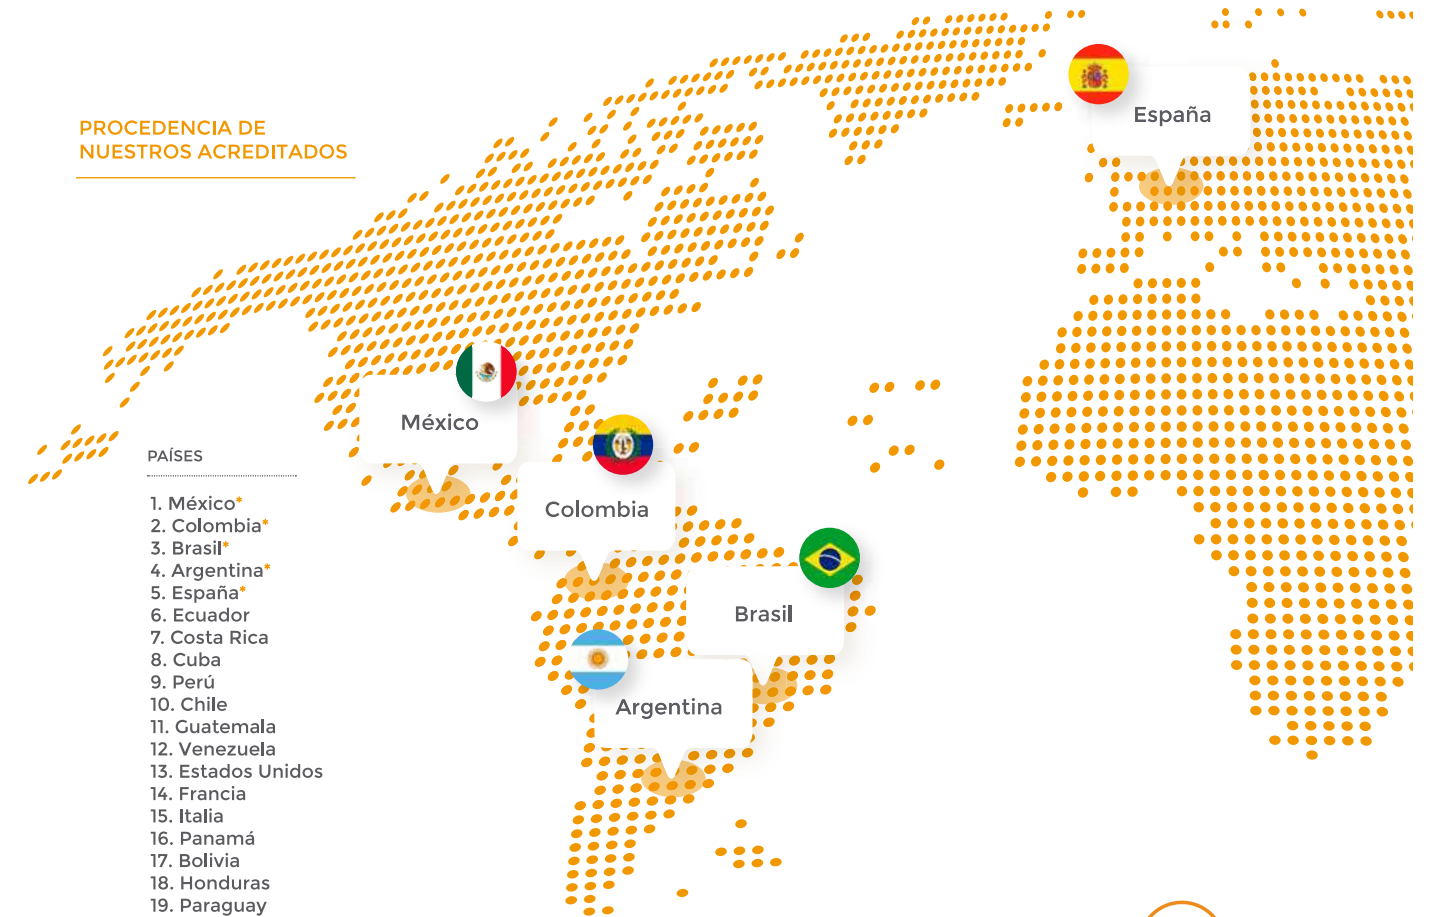 PROCEDENCIA DE
NUESTROS ACREDITADOS
España
México
Colombia
Brasil
Argentina
PAÍSES
1. México*
2. Colombia*
3. Brasil*
4. Argentina*
5. España*
6. Ecuador
7. Costa Rica
8. Cuba
9. Perú
10. Chile
11. Guatemala
12. Venezuela
13. Estados Unidos
14. Francia
15. Italia
16. Panamá
17. Bolivia
18. Honduras
19. Paraguay